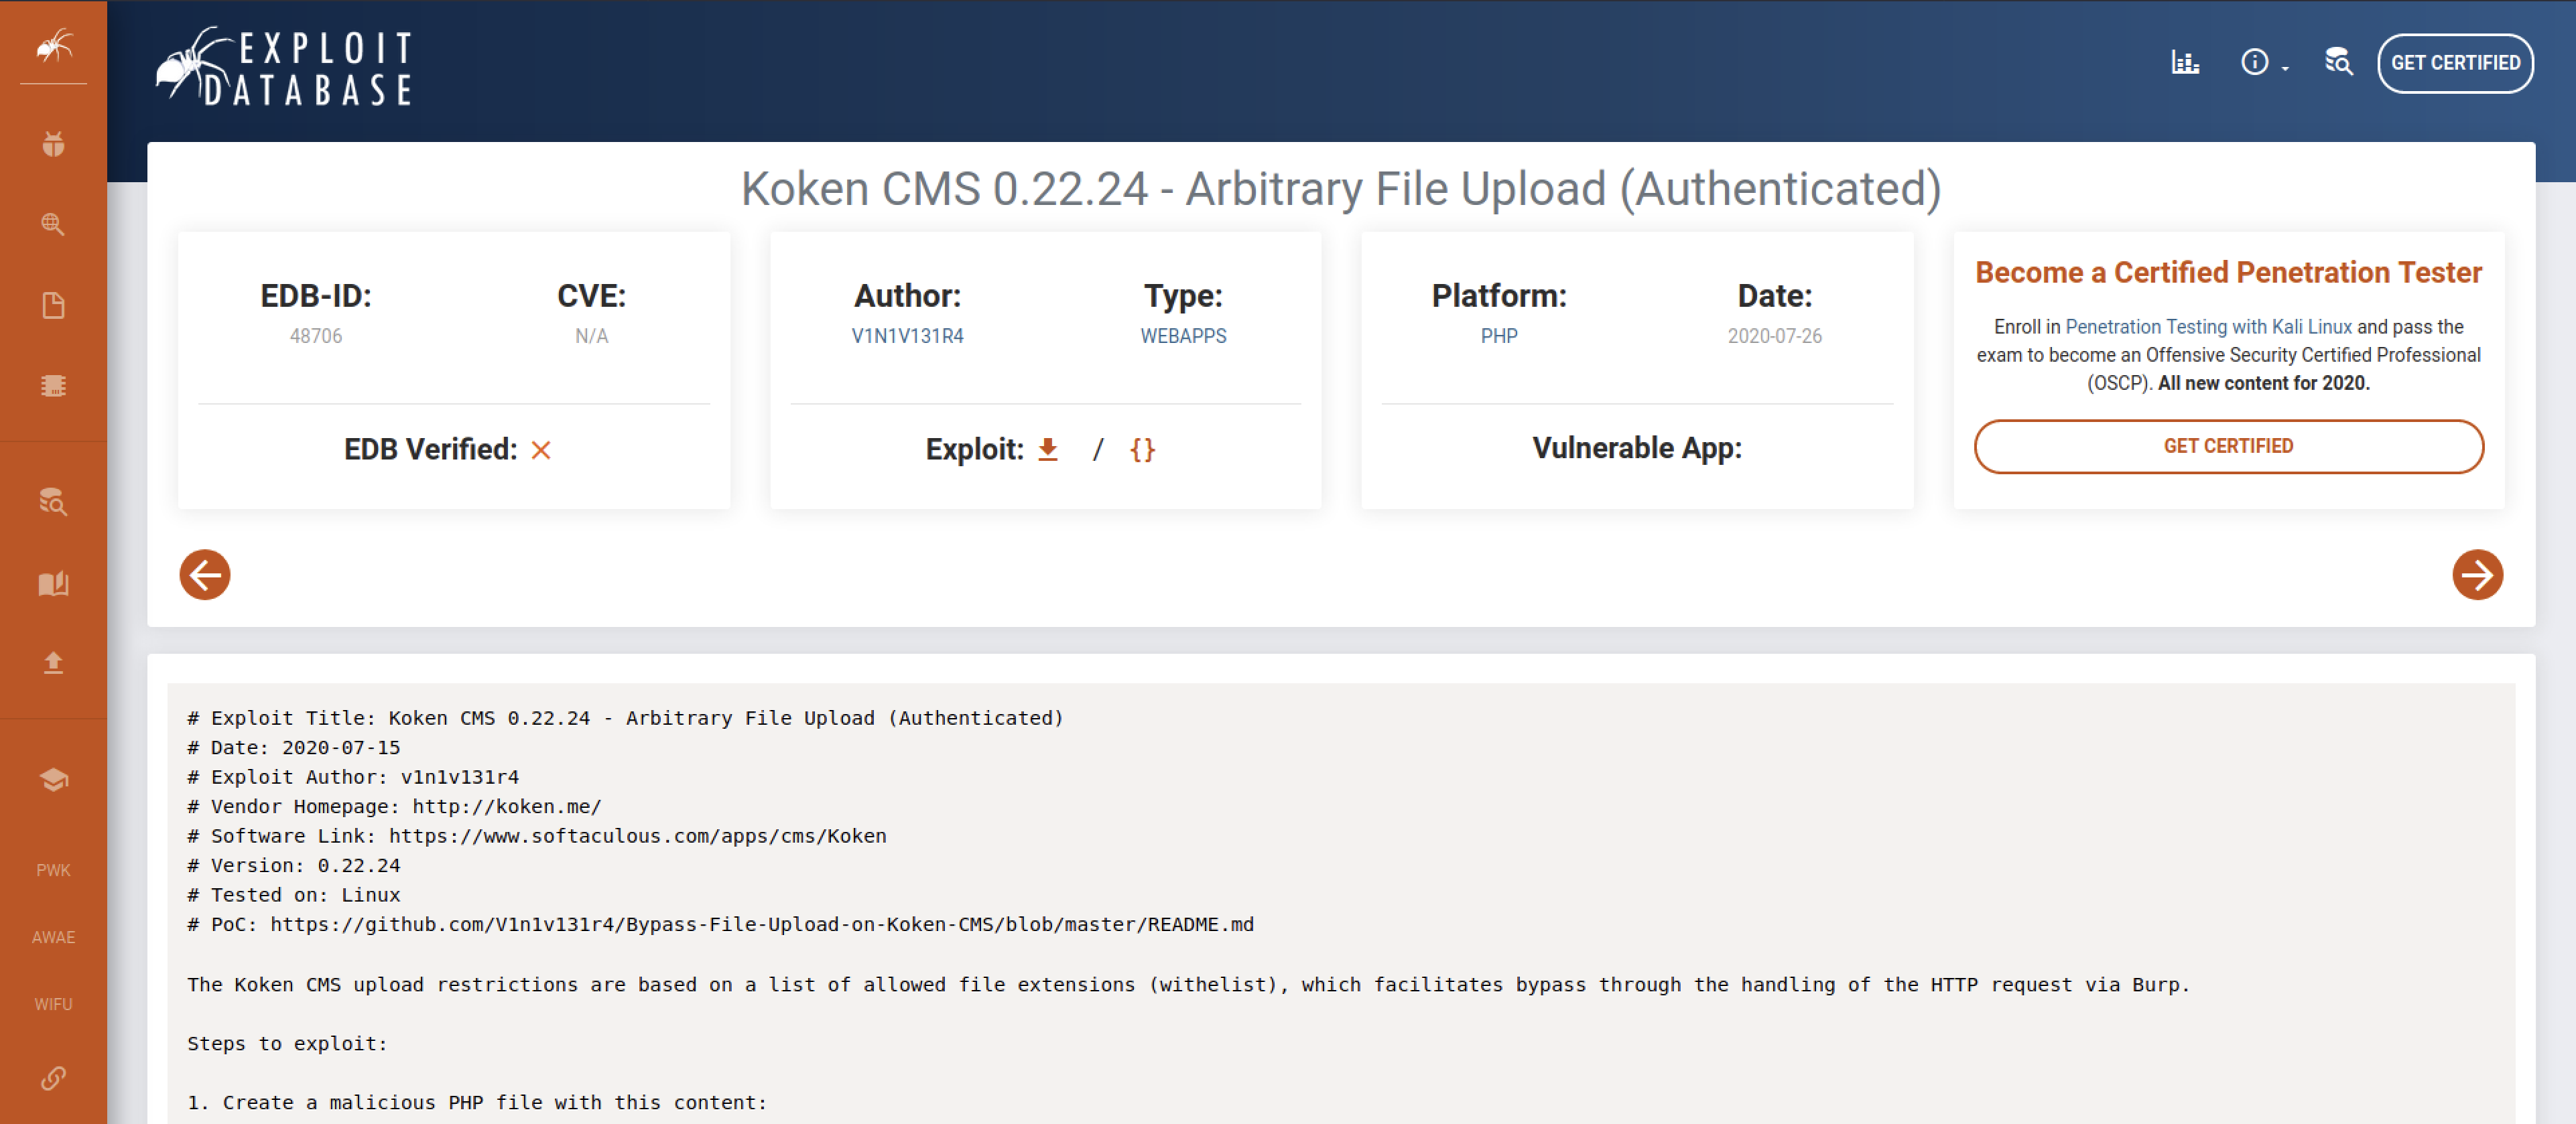 EXPLOIT
DATABASE
GET CERTIFIED
Koken CMS 0.22.24 - Arbitrary File Upload (Authenticated)
EDB-ID:
48706
CVE:
N/A
EDB Verified:
Author:
V1N1V131R4
Type:
WEBAPPS
Exploit: / {}
Platform:
PHP
Date:
2020-07-26
Vulnerable App:
Become a Certified Penetration Tester
Enroll in Penetration Testing with Kali Linux and pass the
exam to become an Offensive Security Certified Professional
(OSCP). All new content for 2020.
GET CERTIFIED
PWK
AWAE
WIFU
# Exploit Title: Koken CMS 0.22.24 - Arbitrary File Upload (Authenticated)
# Date: 2020-07-15
# Exploit Author: v1n1v131r4
# Vendor Homepage: http://koken.me/
# Software Link: https://www.softaculous.com/apps/cms/Koken
# Version: 0.22.24
# Tested on: Linux
# PoC: https://github.com/V1n1v131r4/Bypass-File-Upload-on-Koken-CMS/blob/master/README.md
The Koken CMS upload restrictions are based on a list of allowed file extensions (withelist), which facilitates bypass through the handling of the HTTP request via Burp.
Steps to exploit:
1. Create a malicious PHP file with this content: